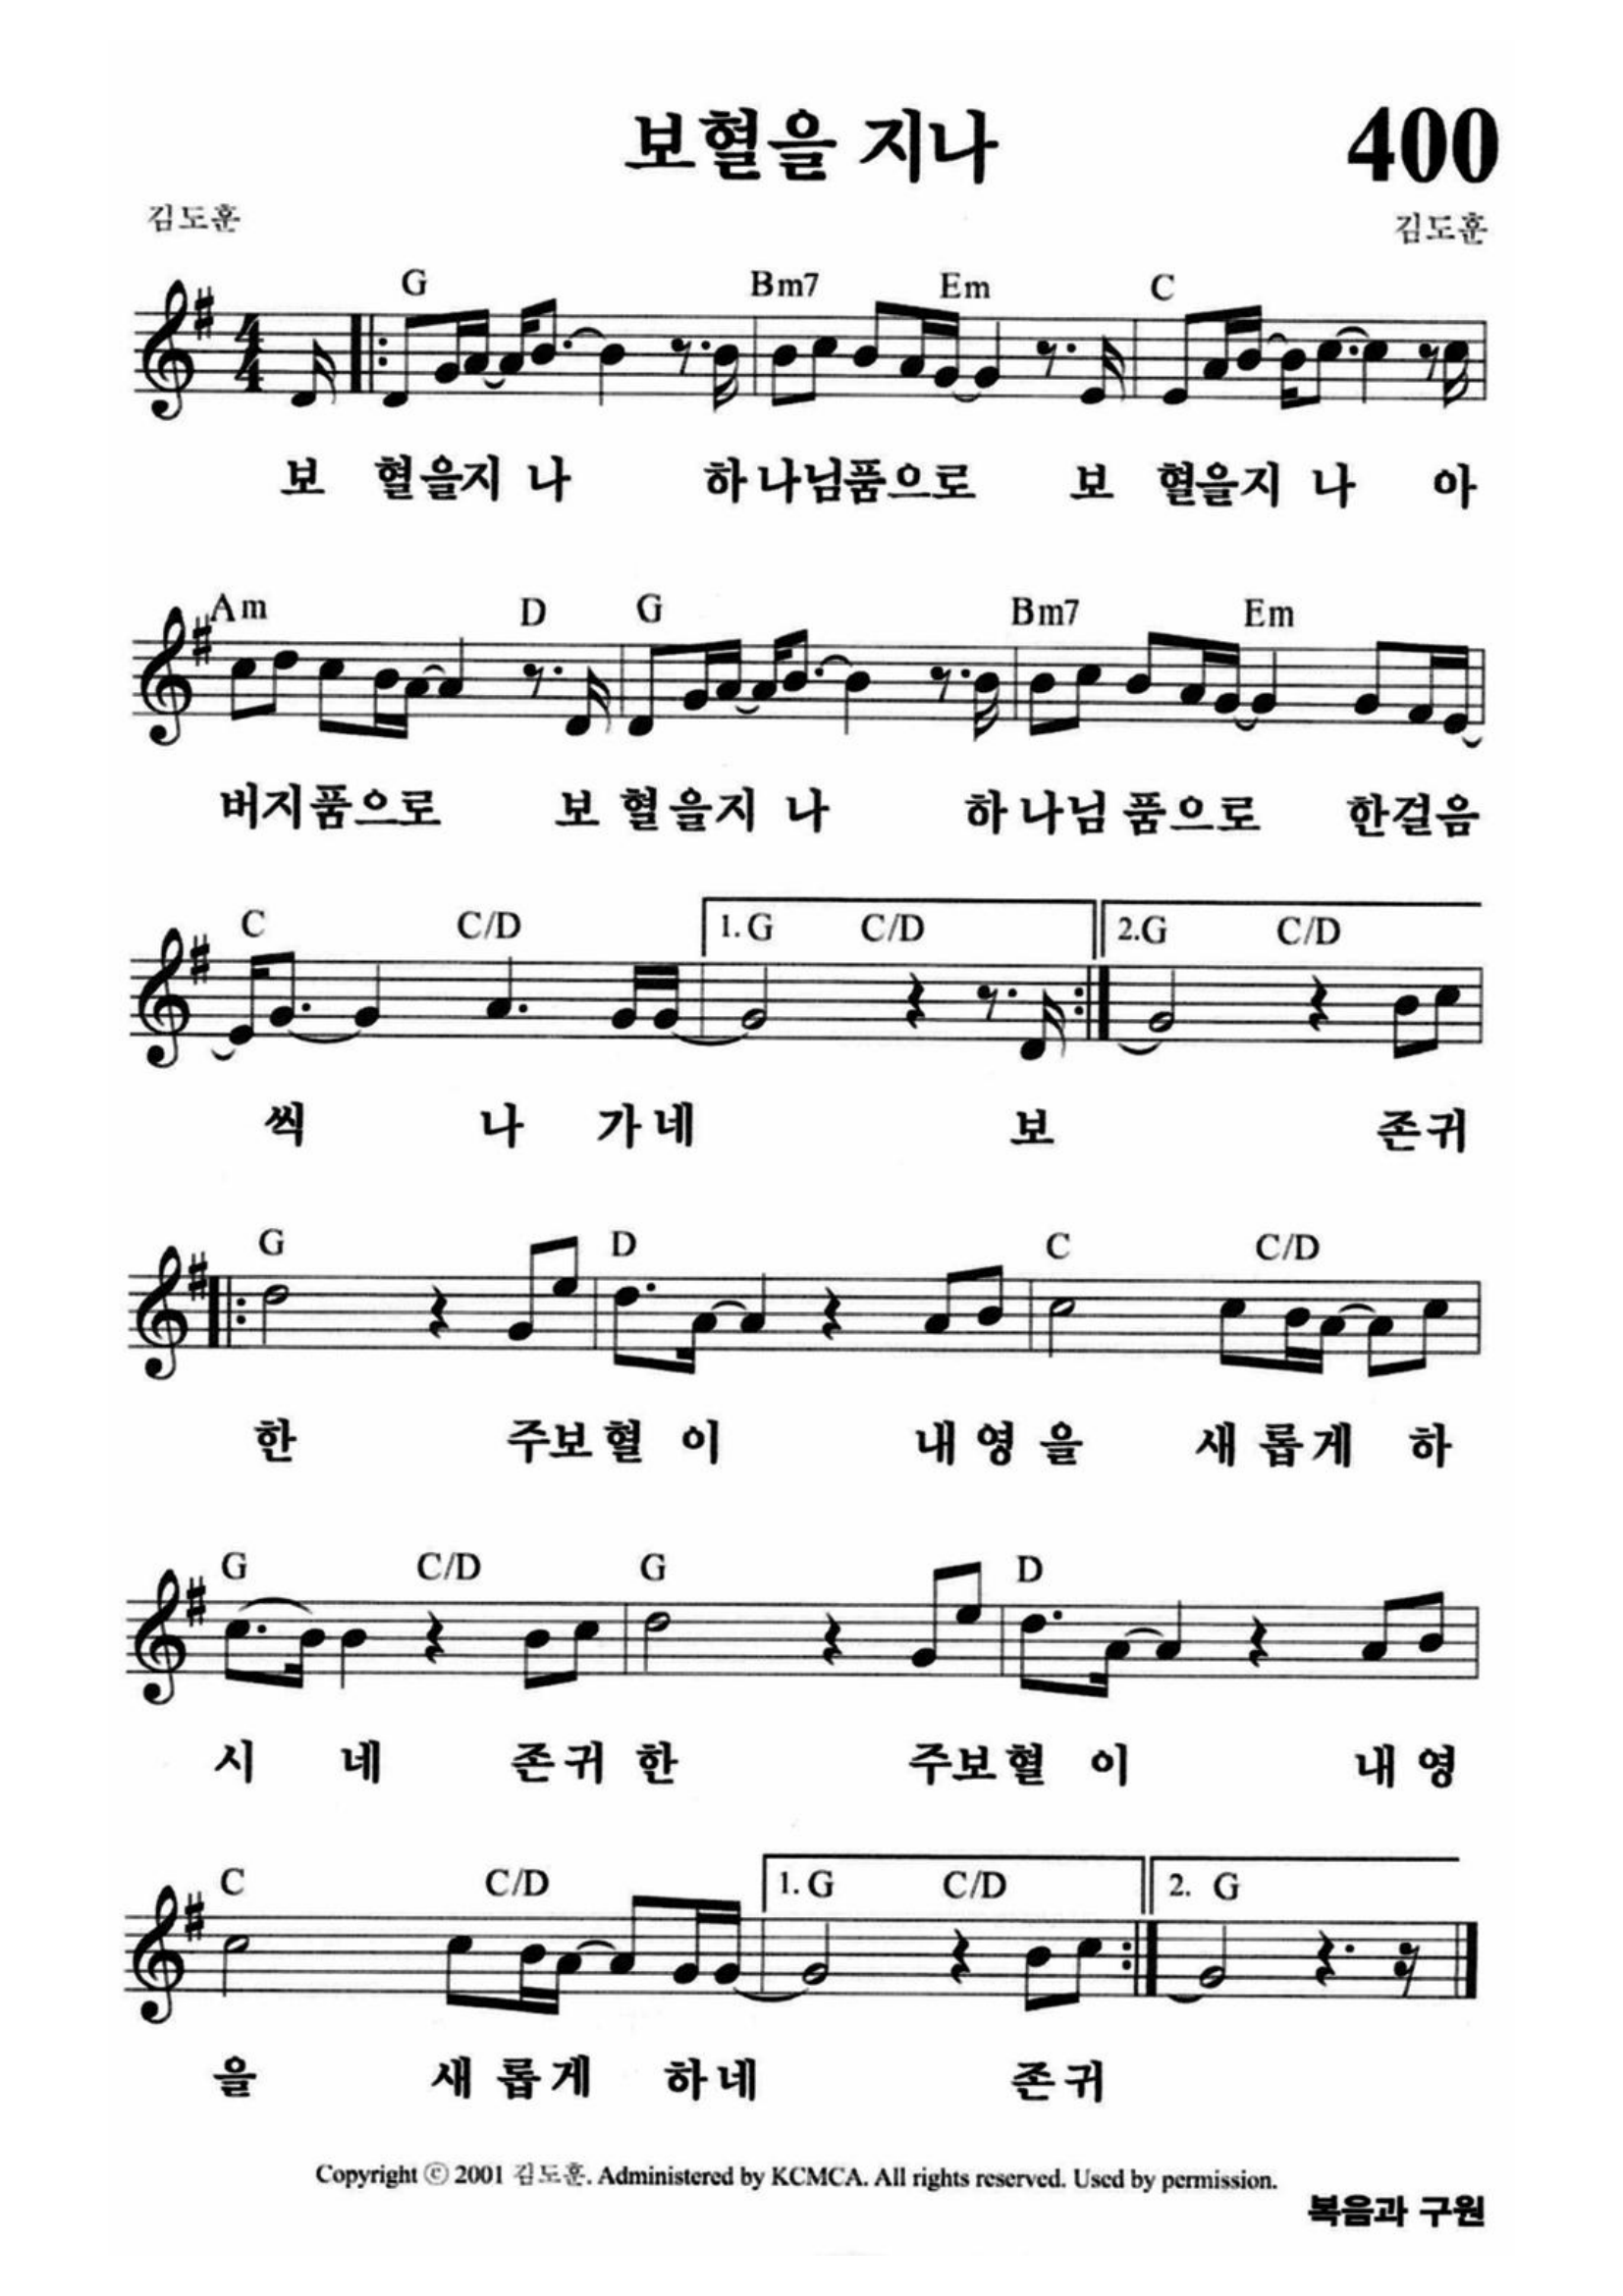 보혈을 지나
400
김도훈
김도훈
G Bm7 Em C
보 혈을지 나 하나님품으로 보 혈을지 나 아
Am D G Bm7 Em
버지품으로 보 혈을지 나 하나님 품으로 한걸음
C C/D 1. G C/D 2.G C/D
씩 나 가네 보 존귀
G D C C/D
한 주보혈 이 내영을 새롭게 하
G C/D G D
시 네 존귀 한 주보혈 이 내영
C C/D 1. G C/D 2. G
을 새롭게 하네 존귀
Copyright ⓒ 2001 김도훈. Administered by KCMCA. All rights reserved. Used by permission.
복음과 구원